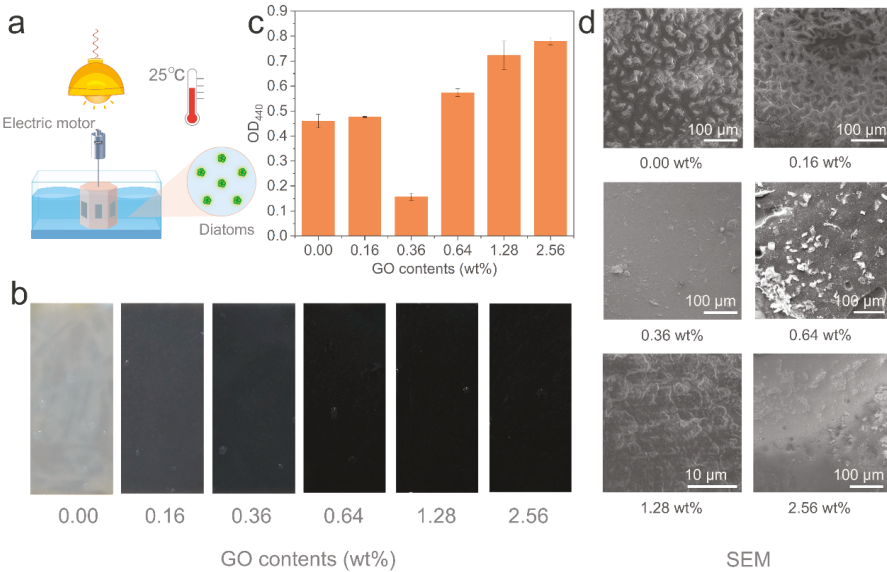 a
25°C
Electric motor
Diatoms
c
0.9
0.8
0.7
0.6
0.5
0.4
0.3
0.2
0.1
0.0
OD440
0.00 0.16 0.36 0.64 1.28 2.56
GO contents (wt%)
b
0.00 0.16 0.36 0.64 1.28 2.56
GO contents (wt%)
d
100 µm
0.00 wt%
100 µm
0.16 wt%
100 µm
0.36 wt%
100 µm
0.64 wt%
10 µm
1.28 wt%
100 µm
2.56 wt%
SEM